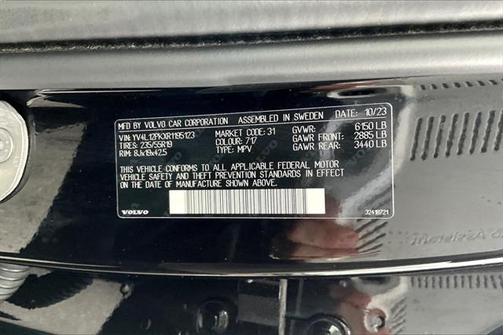 MFD BY VOLVO CAR CORPORATION ASSEMBLED IN SWEDEN DATE: 10/23
VIN: YV4L12PK0R1195123 MARKET CODE: 31 GVWR: 6150 LB
TIRES: 235/55R19 COLOUR: 717 GAWR FRONT: 2885 LB
RIM: 8Jx19x42.5 TYPE: MPV GAWR REAR: 3440 LB
THIS VEHICLE CONFORMS TO ALL APPLICABLE FEDERAL MOTOR
VEHICLE SAFETY AND THEFT PREVENTION STANDARDS IN EFFECT ON
THE DATE OF MANUFACTURE SHOWN ABOVE.
VOLVO 32418721